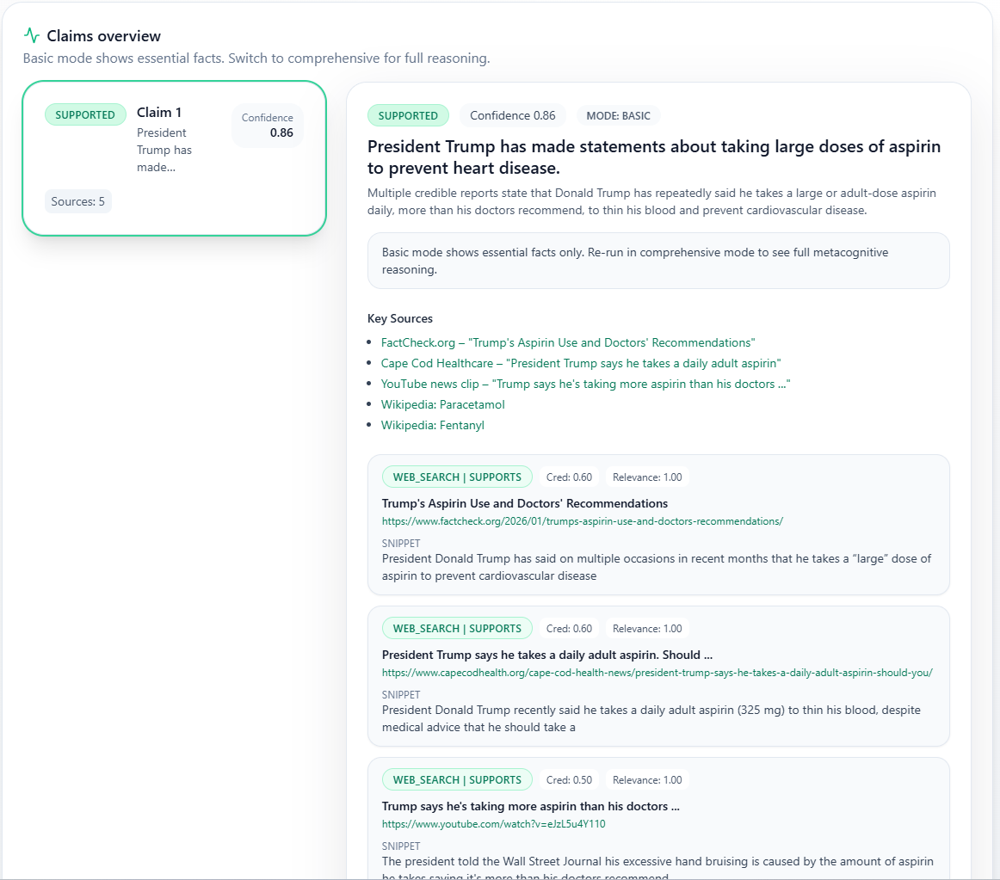 Claims overview
Basic mode shows essential facts. Switch to comprehensive for full reasoning.
SUPPORTED
Claim 1
President
Trump has
made...
Confidence
0.86
Sources: 5
SUPPORTED
Confidence 0.86
MODE: BASIC
President Trump has made statements about taking large doses of aspirin
to prevent heart disease.
Multiple credible reports state that Donald Trump has repeatedly said he takes a large or adult-dose aspirin
daily, more than his doctors recommend, to thin his blood and prevent cardiovascular disease.
Basic mode shows essential facts only. Re-run in comprehensive mode to see full metacognitive
reasoning.
Key Sources
• FactCheck.org – "Trump's Aspirin Use and Doctors' Recommendations"
• Cape Cod Healthcare – "President Trump says he takes a daily adult aspirin"
• YouTube news clip – "Trump says he's taking more aspirin than his doctors ..."
• Wikipedia: Paracetamol
• Wikipedia: Fentanyl
WEB_SEARCH | SUPPORTS
Cred: 0.60
Relevance: 1.00
Trump's Aspirin Use and Doctors' Recommendations
https://www.factcheck.org/2026/01/trumps-aspirin-use-and-doctors-recommendations/
SNIPPET
President Donald Trump has said on multiple occasions in recent months that he takes a “large” dose of
aspirin to prevent cardiovascular disease
WEB_SEARCH | SUPPORTS
Cred: 0.60
Relevance: 1.00
President Trump says he takes a daily adult aspirin. Should ...
https://www.capecodhealth.org/cape-cod-health-news/president-trump-says-he-takes-a-daily-adult-aspirin-should-you/
SNIPPET
President Donald Trump recently said he takes a daily adult aspirin (325 mg) to thin his blood, despite
medical advice that he should take a
WEB_SEARCH | SUPPORTS
Cred: 0.50
Relevance: 1.00
Trump says he's taking more aspirin than his doctors ...
https://www.youtube.com/watch?v=eJzL5u4Y110
SNIPPET
The president told the Wall Street Journal his excessive hand bruising is caused by the amount of aspirin
he takes saying it's more than his doctors recommend